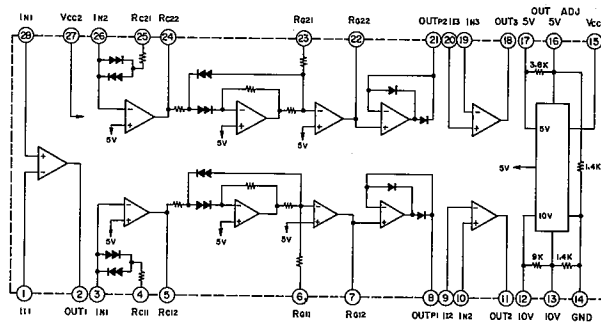 OUT ADJ
IN1 VCC2 IN2 RC21 RC22 RG21 RG22 OUTP2 I13 IN3 OUT3 5V 5V VCC
28 27 26 25 24 23 22 21 20 19 18 17 16 15
3.6K
5V
5V
5V
5V
5V
5V
1.4K
5V
5V
5V
10V
9K 1.4K
1 2 3 4 5 6 7 8 9 10 11 12 13 14
I11 OUT1 IN1 RC11 RC12 RG11 RG12 OUTP1 I12 IN2 OUT2 10V 10V GND